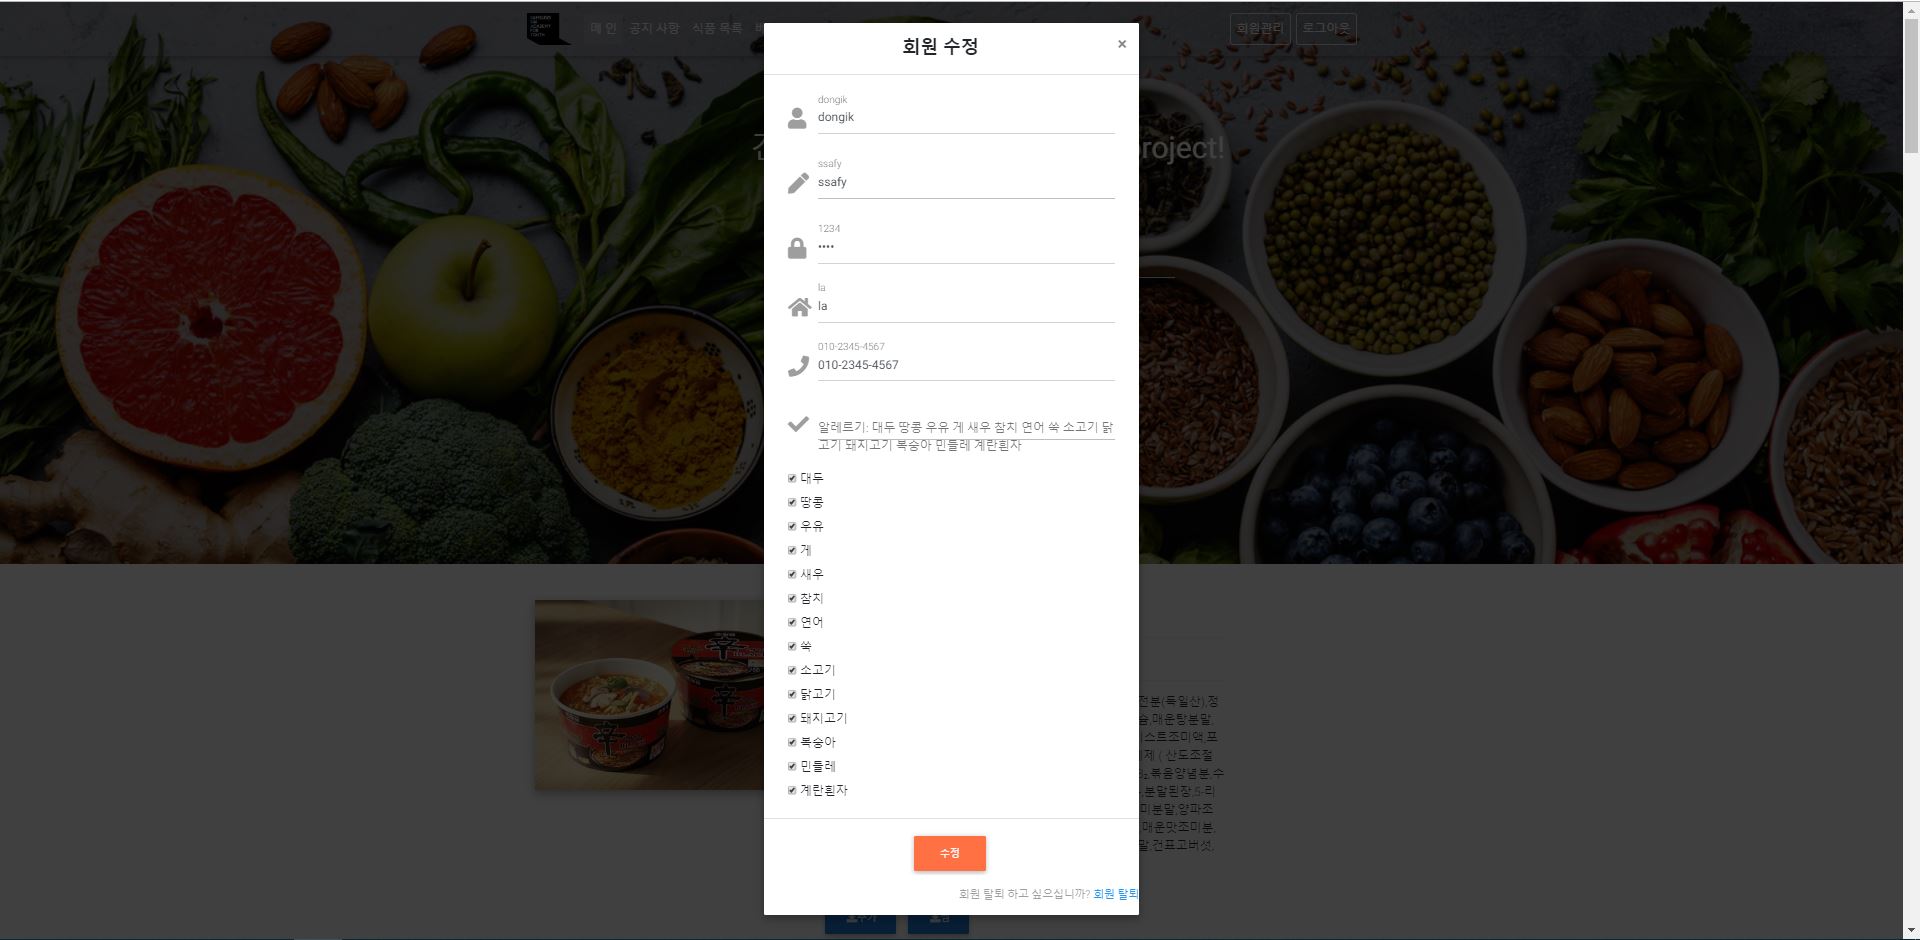 메 인 공지 사항 식품 목록
회원관리 로그아웃
roject!
회원 수정
×
dongik
dongik
ssafy
ssafy
1234
••••
la
la
010-2345-4567
010-2345-4567
알레르기: 대두 땅콩 우유 게 새우 참치 연어 쑥 소고기 닭
고기 돼지고기 복숭아 민들레 계란흰자
대두
땅콩
우유
게
새우
참치
연어
쑥
소고기
닭고기
돼지고기
복숭아
민들레
계란흰자
수정
회원 탈퇴 하고 싶으십니까? 회원 탈퇴
전분(독일산),정
,매운탕분말,
스트조미액,포
제 ( 산도조절
,볶음양념분,수
,분말된장,5-리
미분말,양파조
,매운맛조미분,
말,건표고버섯,
辛
辛